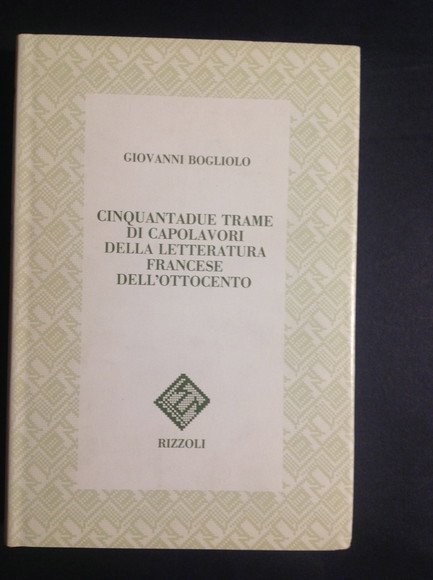 GIOVANNI BOGLIOLO
CINQUANTADUE TRAME
DI CAPOLAVORI
DELLA LETTERATURA
FRANCESE
DELL'OTTOCENTO
RIZZOLI